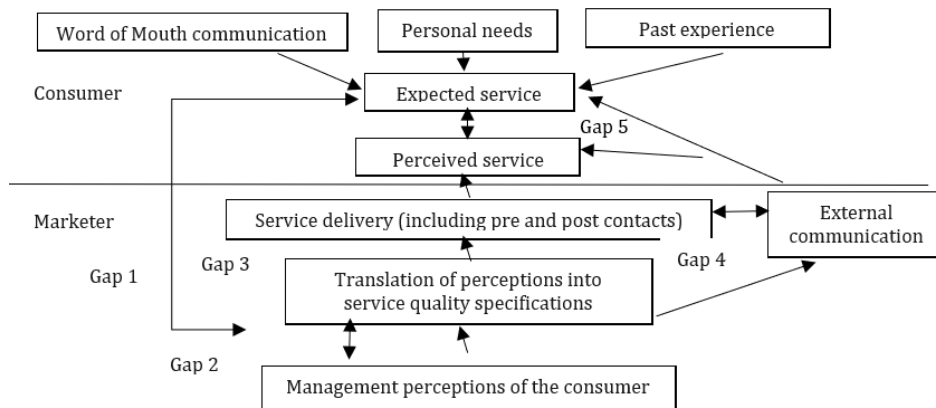 Word of Mouth communication
Personal needs
Past experience
Consumer
Expected service
Gap 5
Perceived service
Marketer
Service delivery (including pre and post contacts)
External
communication
Gap 1
Gap 3
Gap 4
Translation of perceptions into
service quality specifications
Gap 2
Management perceptions of the consumer